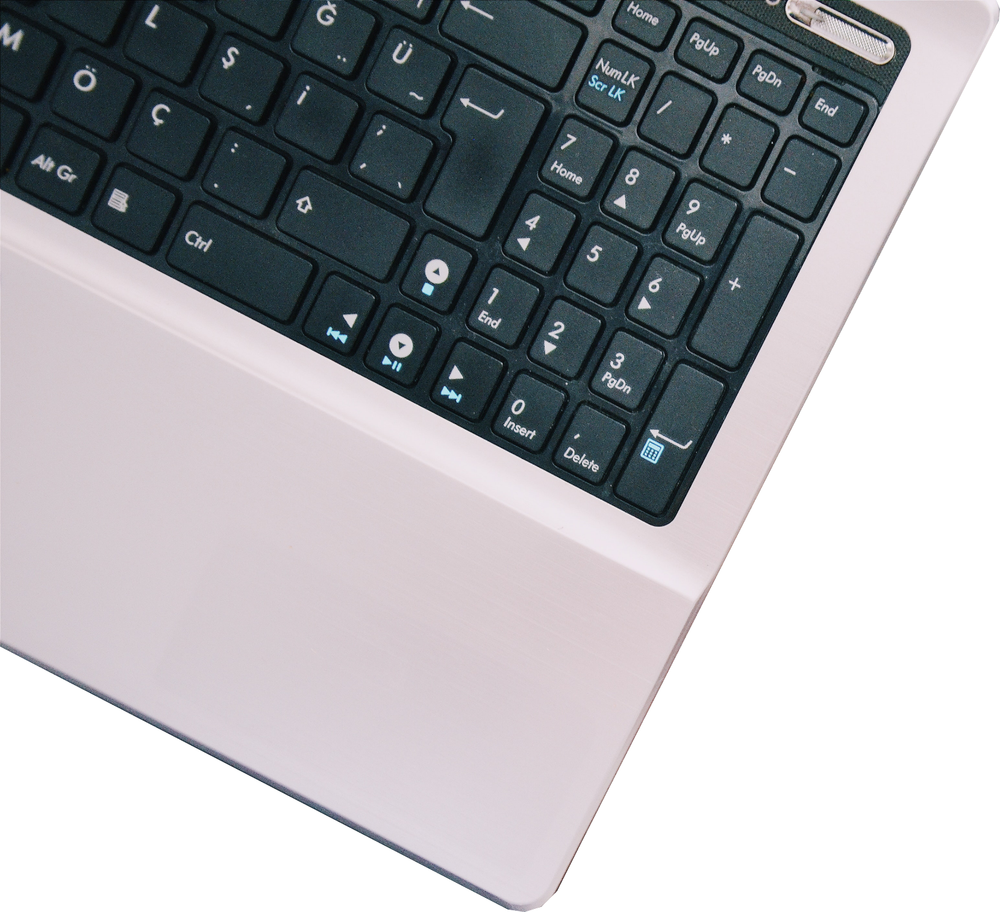 Home
PgUp
PgDn
End
NumLK
Scr LK
/
*
-
L
Ğ
¨
Ü
~
M
Ö
Ş
,
i
;
,
`
Ç
:
.
Alt Gr
Ctrl
7
Home
8
9
PgUp
+
4
5
6
1
End
2
3
PgDn
0
Insert
,
Delete